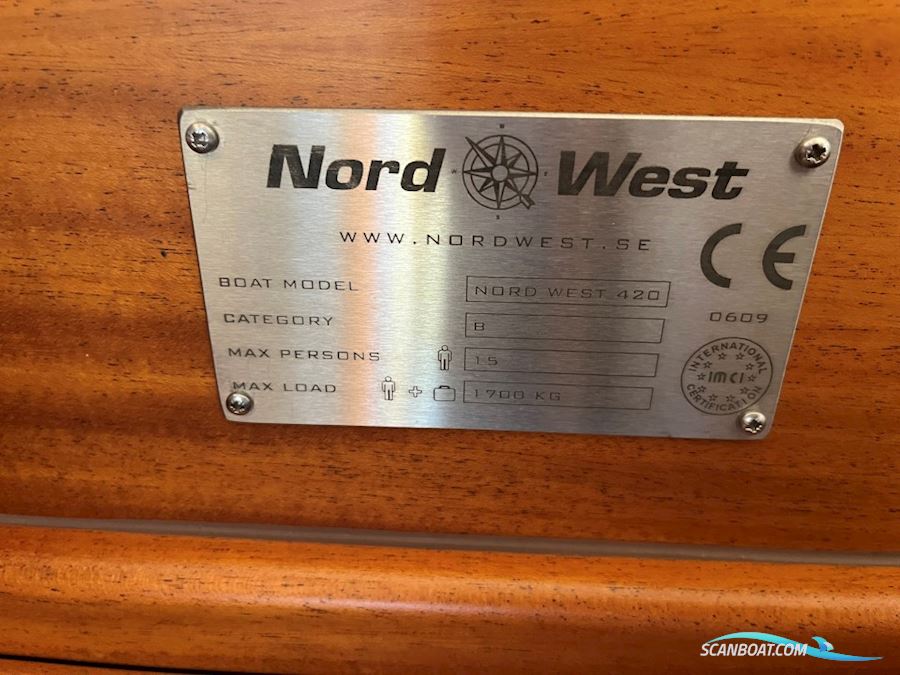 Nord West
WWW.NORDWEST.SE
CE
BOAT MODEL NORD WEST 420
CATEGORY B
0609
MAX PERSONS 15
MAX LOAD + 1700 KG
INTERNATIONAL
IMCI
CERTIFICATION
SCANBOAT.COM